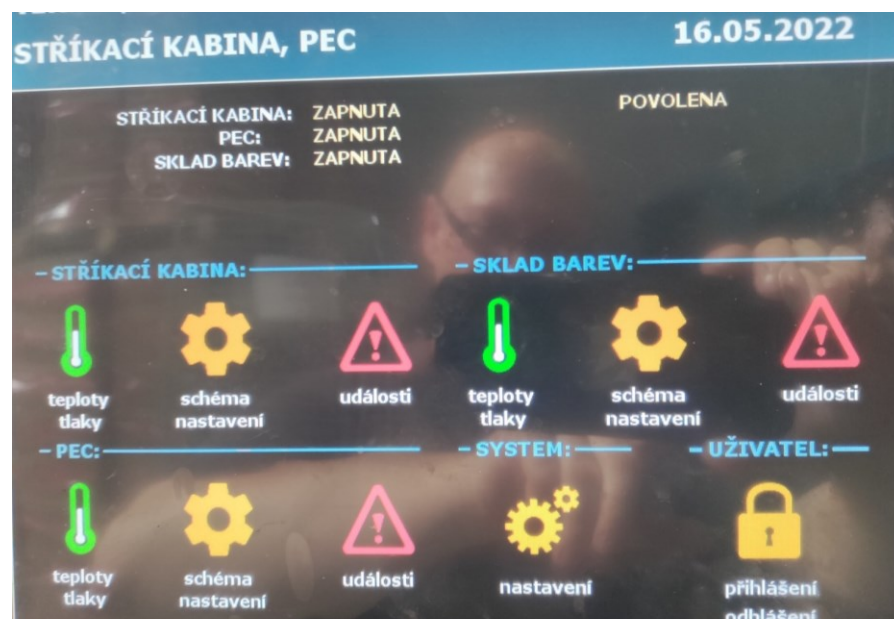 STŘÍKACÍ KABINA, PEC 16.05.2022
STŘÍKACÍ KABINA: ZAPNUTA POVOLENA
PEC: ZAPNUTA
SKLAD BAREV: ZAPNUTA
STŘÍKACÍ KABINA: SKLAD BAREV:
teploty schéma události teploty schéma události
tlaky nastavení tlaky nastavení
PEC: SYSTEM: UŽIVATEL:
teploty schéma události nastavení přihlášení
tlaky nastavení odhlášení